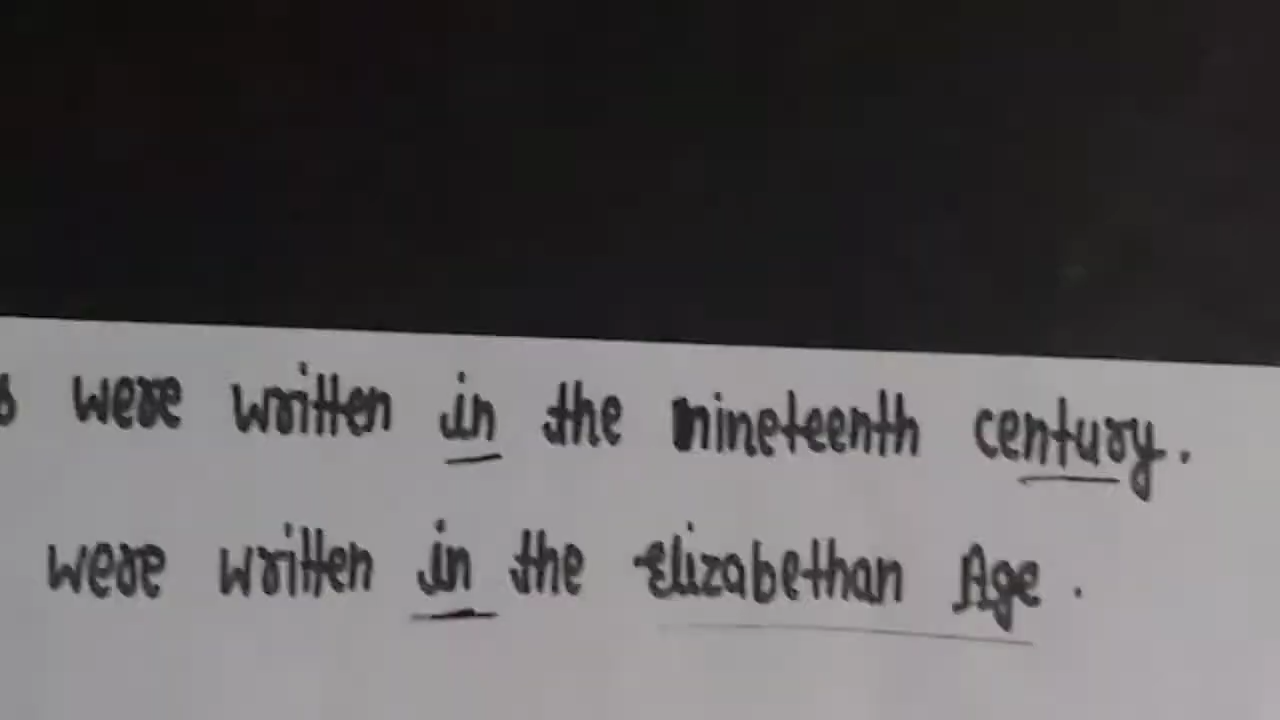 were written in the nineteenth century.
were written in the Elizabethan Age.